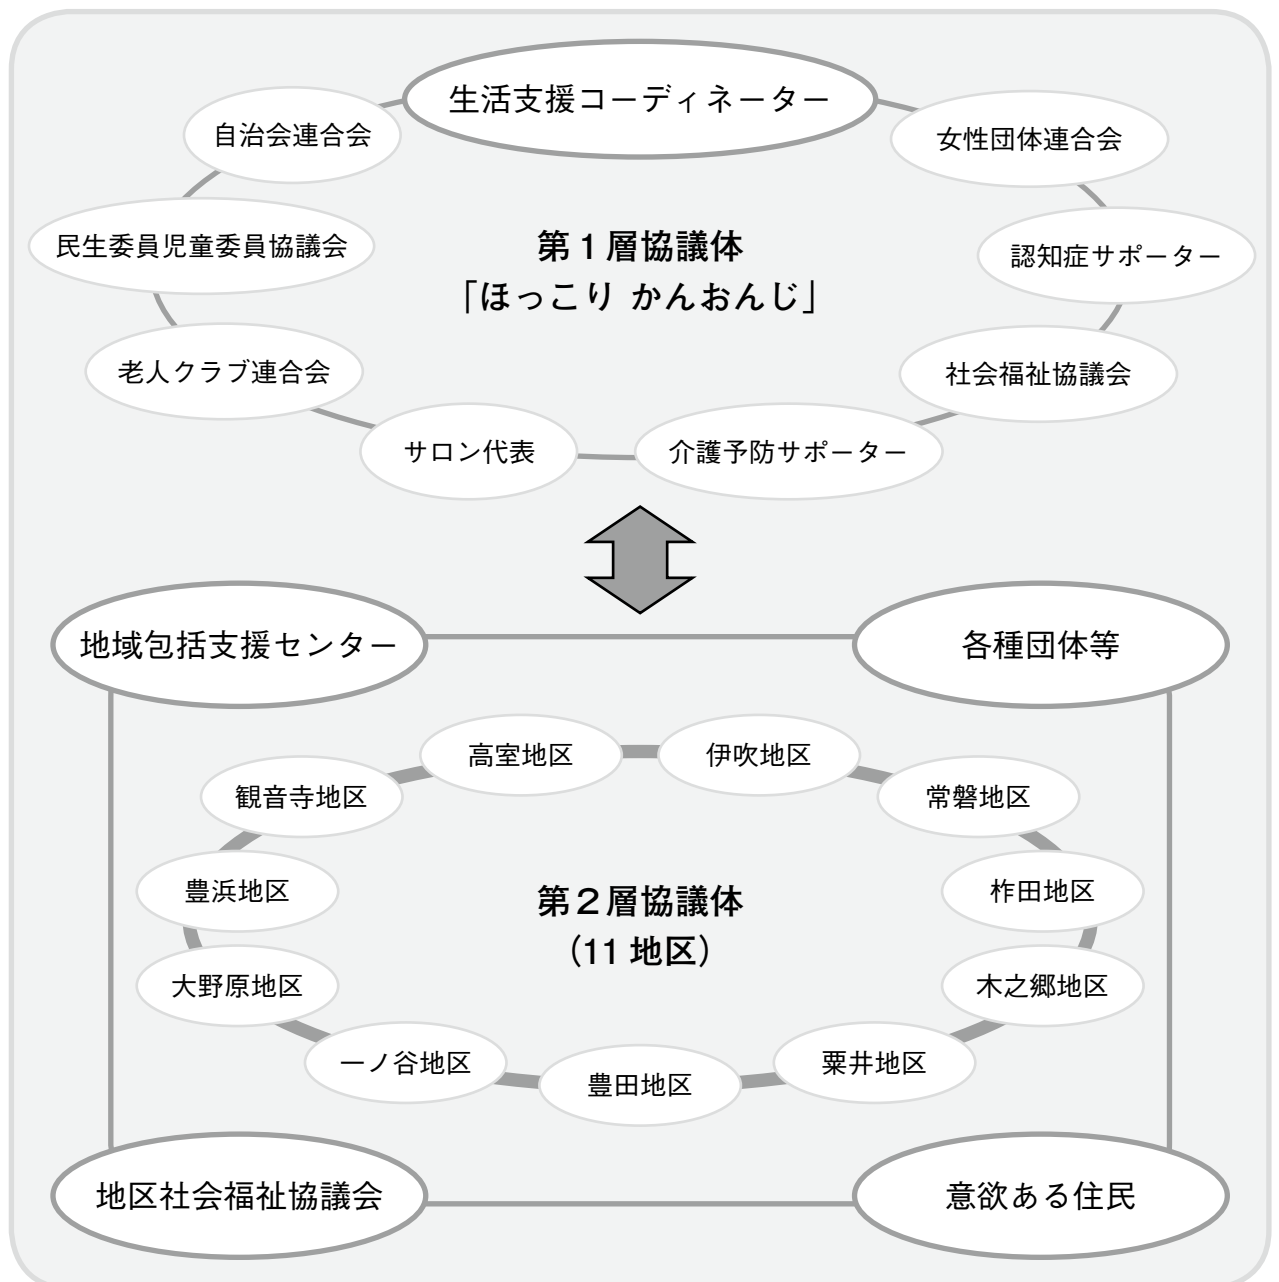 生活支援コーディネーター
自治会連合会
女性団体連合会
民生委員児童委員協議会
認知症サポーター
第１層協議体
「ほっこり かんおんじ」
老人クラブ連合会
社会福祉協議会
サロン代表
介護予防サポーター
地域包括支援センター
各種団体等
高室地区
伊吹地区
観音寺地区
常磐地区
豊浜地区
柞田地区
第２層協議体
（11 地区）
大野原地区
木之郷地区
一ノ谷地区
粟井地区
豊田地区
地区社会福祉協議会
意欲ある住民